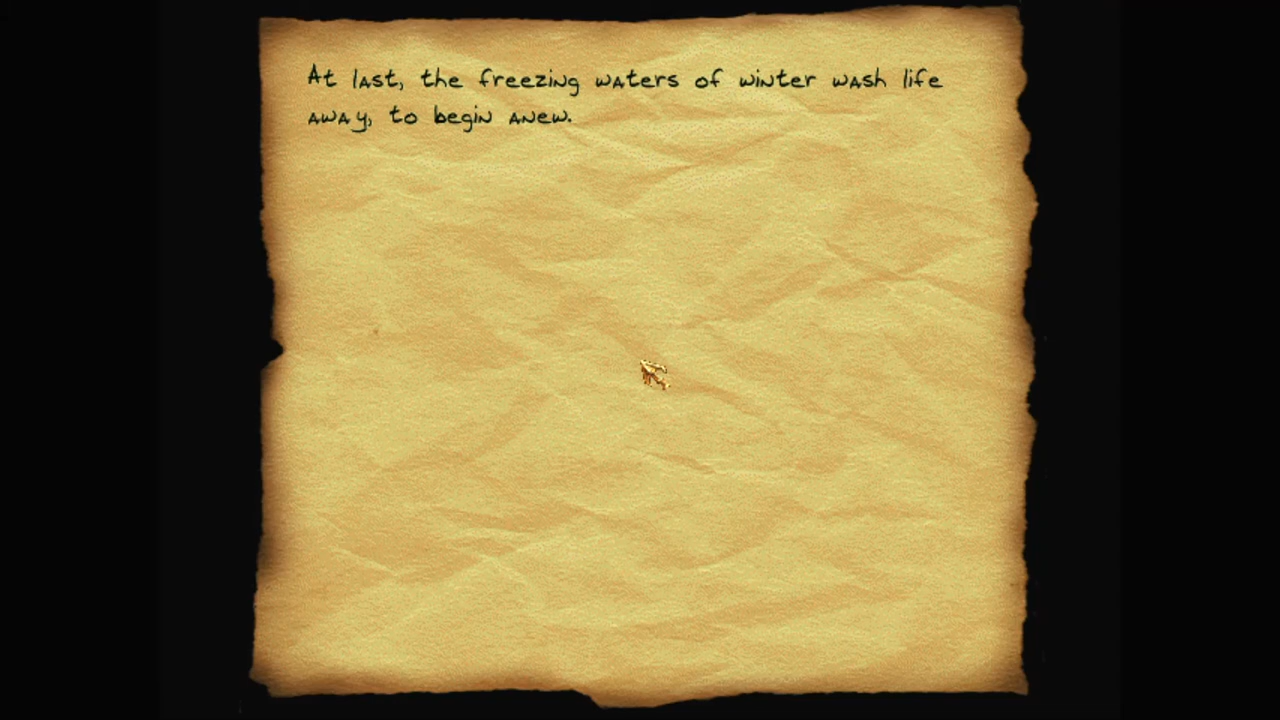 At last, the freezing waters of winter wash life
away, to begin anew.